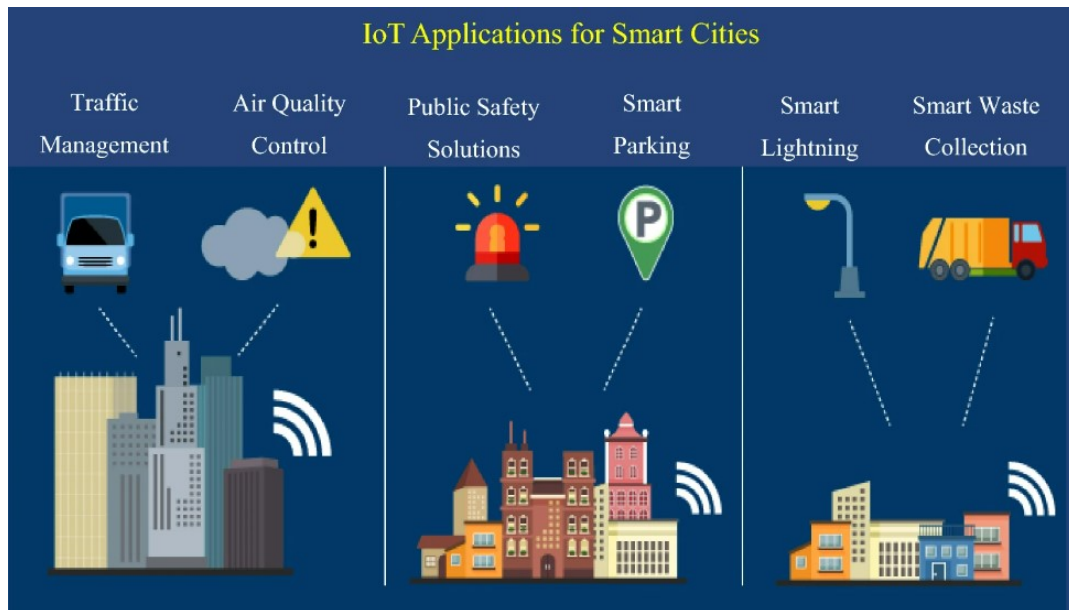 IoT Applications for Smart Cities
Traffic
Management
Air Quality
Control
Public Safety
Solutions
Smart
Parking
Smart
Lightning
Smart Waste
Collection
P